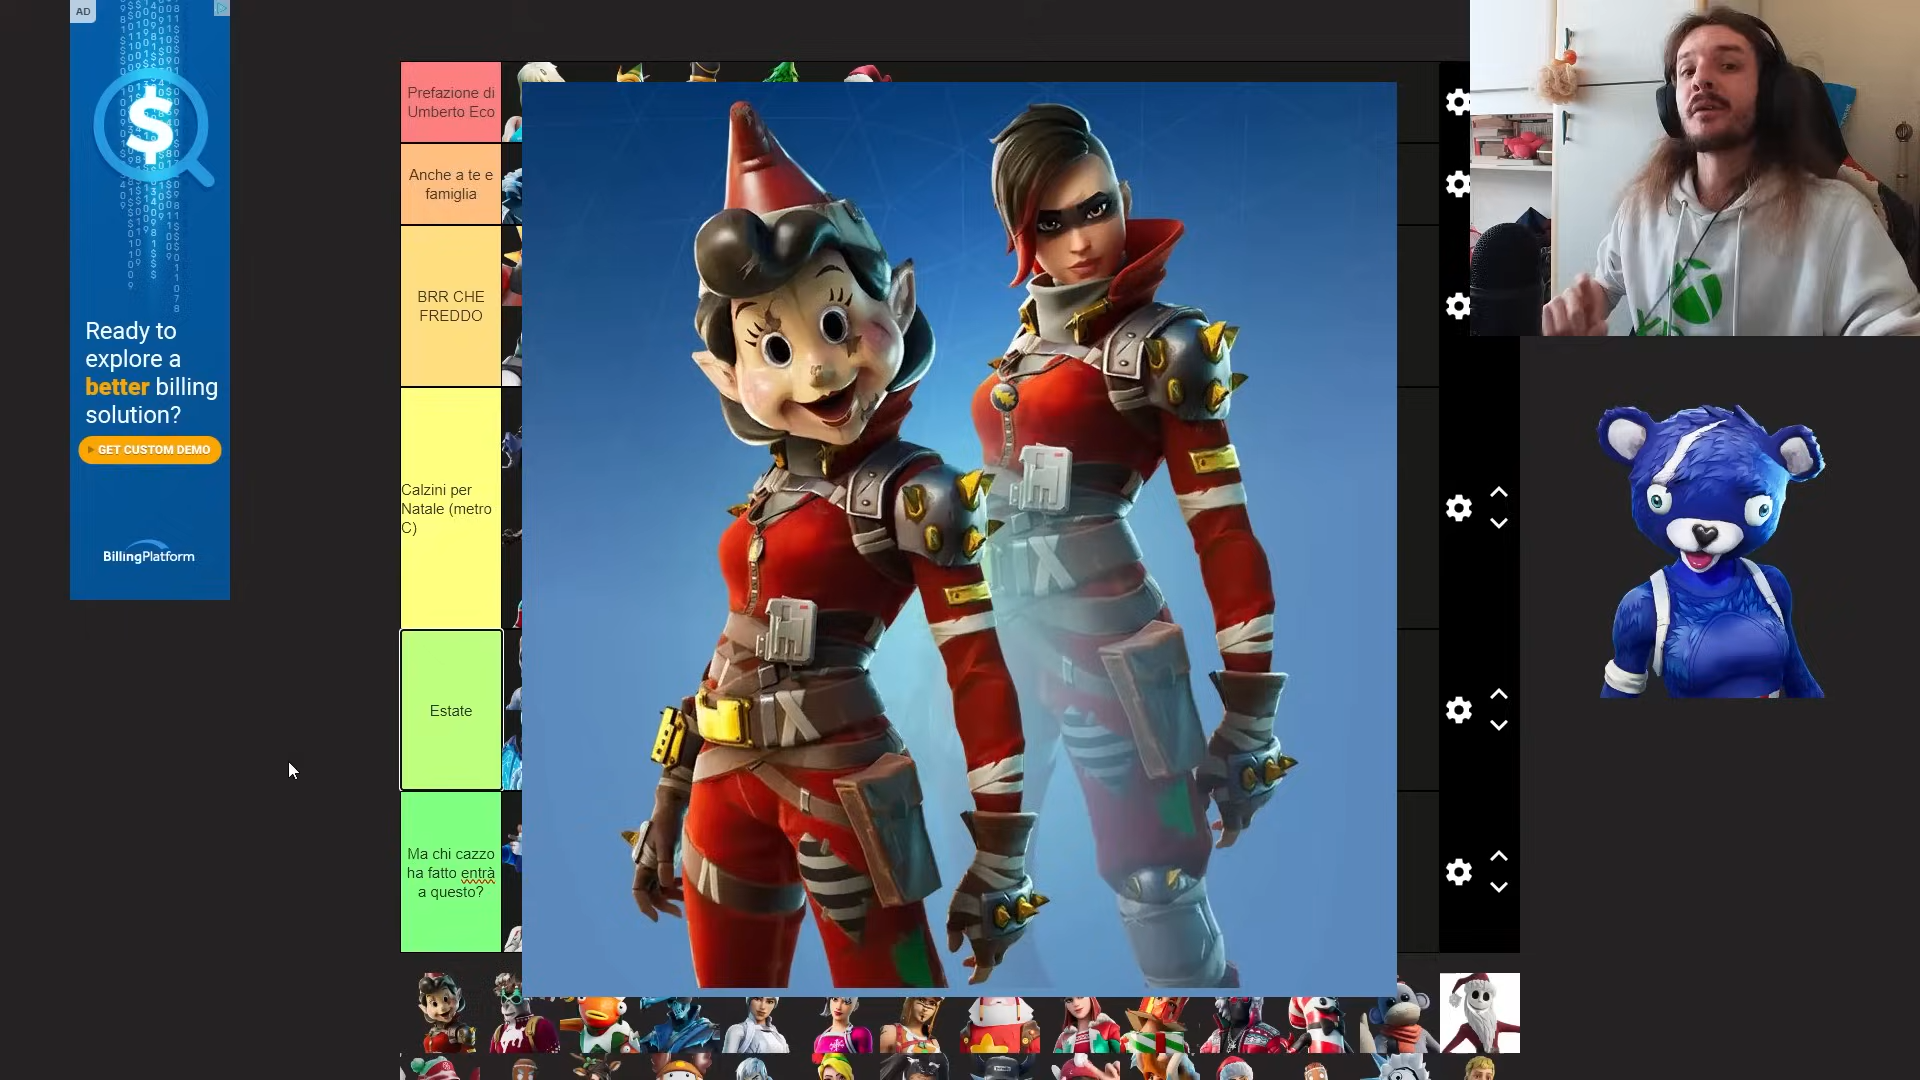 AD
Ready to
explore a
better billing
solution?
GET CUSTOM DEMO
BillingPlatform
Prefazione di
Umberto Eco
Anche a te e
famiglia
BRR CHE
FREDDO
Calzini per
Natale (metro
C)
Estate
Ma chi cazzo
ha fatto entrà
a questo?